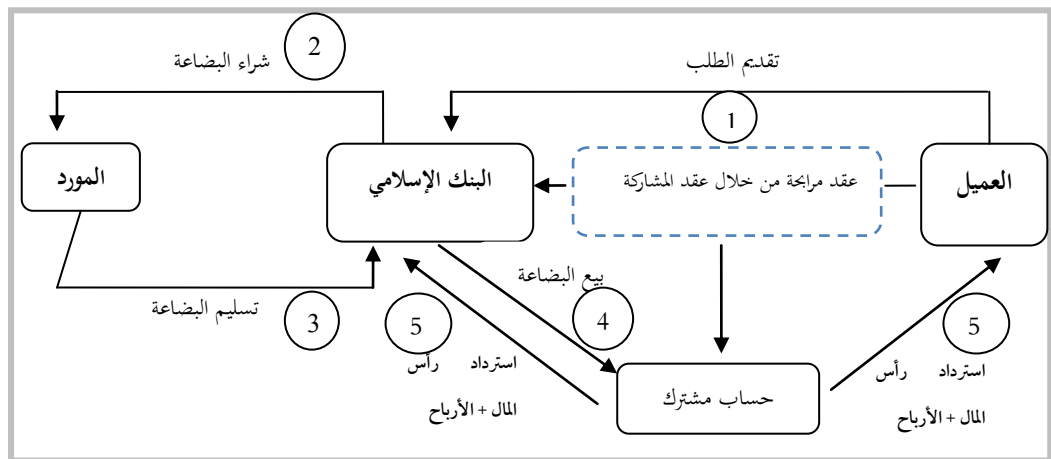 2
شراء البضاعة
تقديم الطلب
1
المورد
البنك الإسلامي
عقد مرابحة من خلال عقد المشاركة
العميل
بيع البضاعة
تسليم البضاعة
3
4
5
استرداد رأس
المال + الأرباح
حساب مشترك
5
استرداد رأس
المال + الأرباح